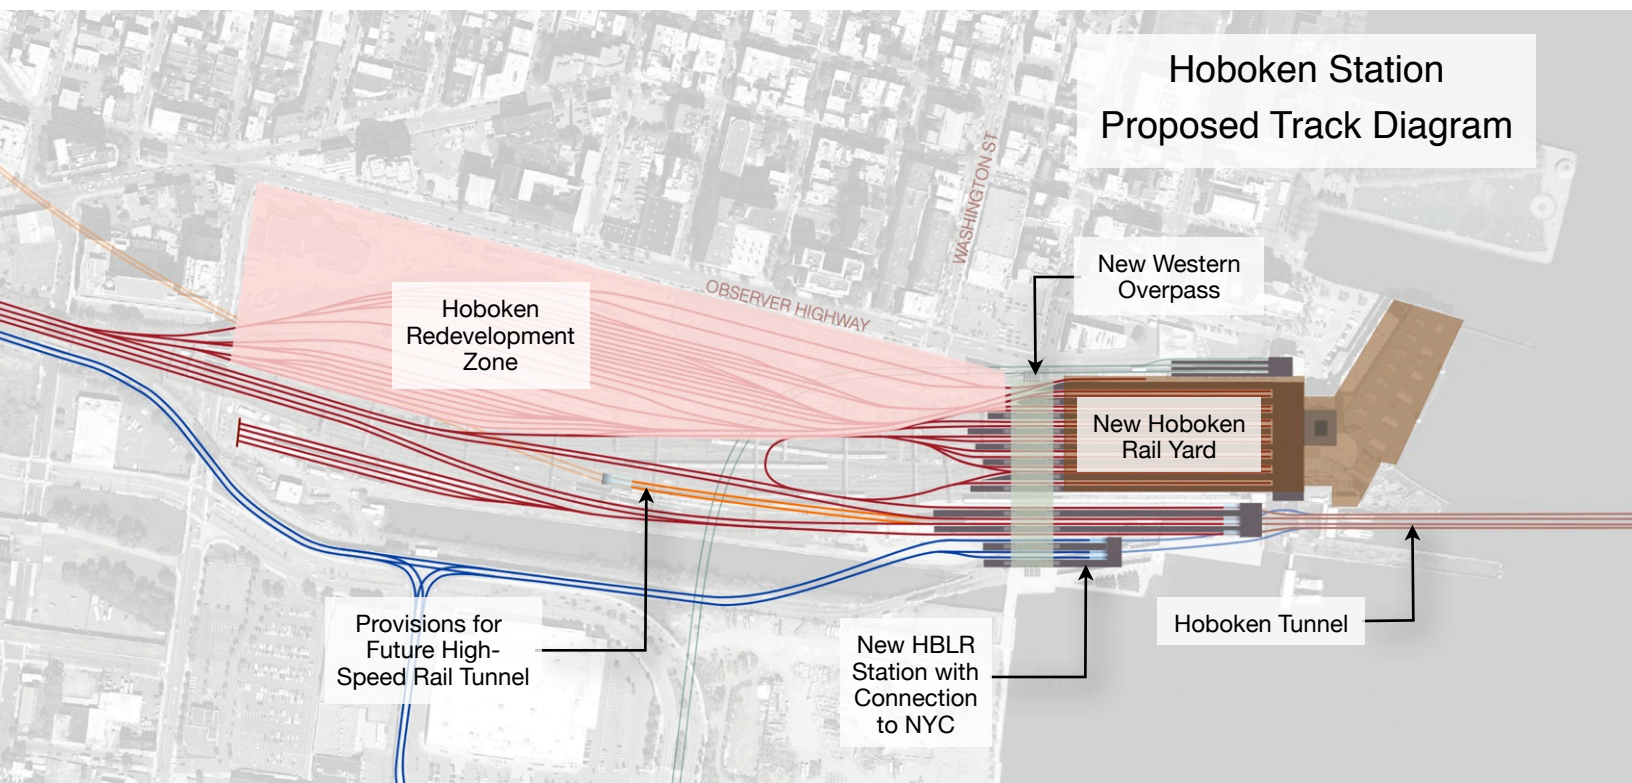 Hoboken Station
Proposed Track Diagram
WASHINGTON ST
New Western
Overpass
OBSERVER HIGHWAY
Hoboken
Redevelopment
Zone
New Hoboken
Rail Yard
Provisions for
Future High-
Speed Rail Tunnel
New HBLR
Station with
Connection
to NYC
Hoboken Tunnel